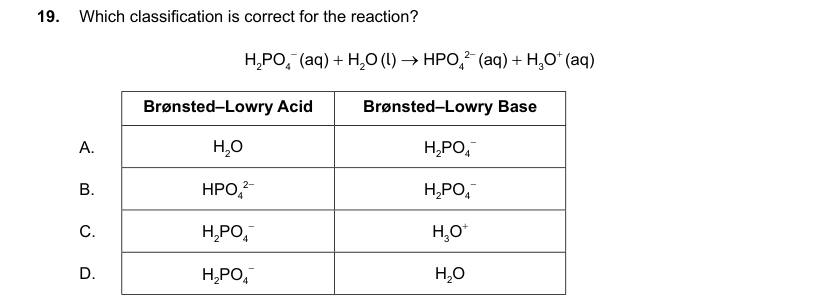 19. Which classification is correct for the reaction?
H₂PO₄⁻ (aq) + H₂O (l) → HPO₄²⁻ (aq) + H₃O⁺ (aq)
Brønsted–Lowry Acid Brønsted–Lowry Base
A. H₂O H₂PO₄⁻
B. HPO₄²⁻ H₂PO₄⁻
C. H₂PO₄⁻ H₃O⁺
D. H₂PO₄⁻ H₂O